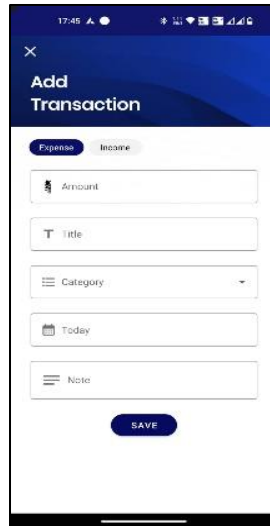 17:45
Add
Transaction
Expense Income
Amount
T Title
Category
Today
Note
SAVE